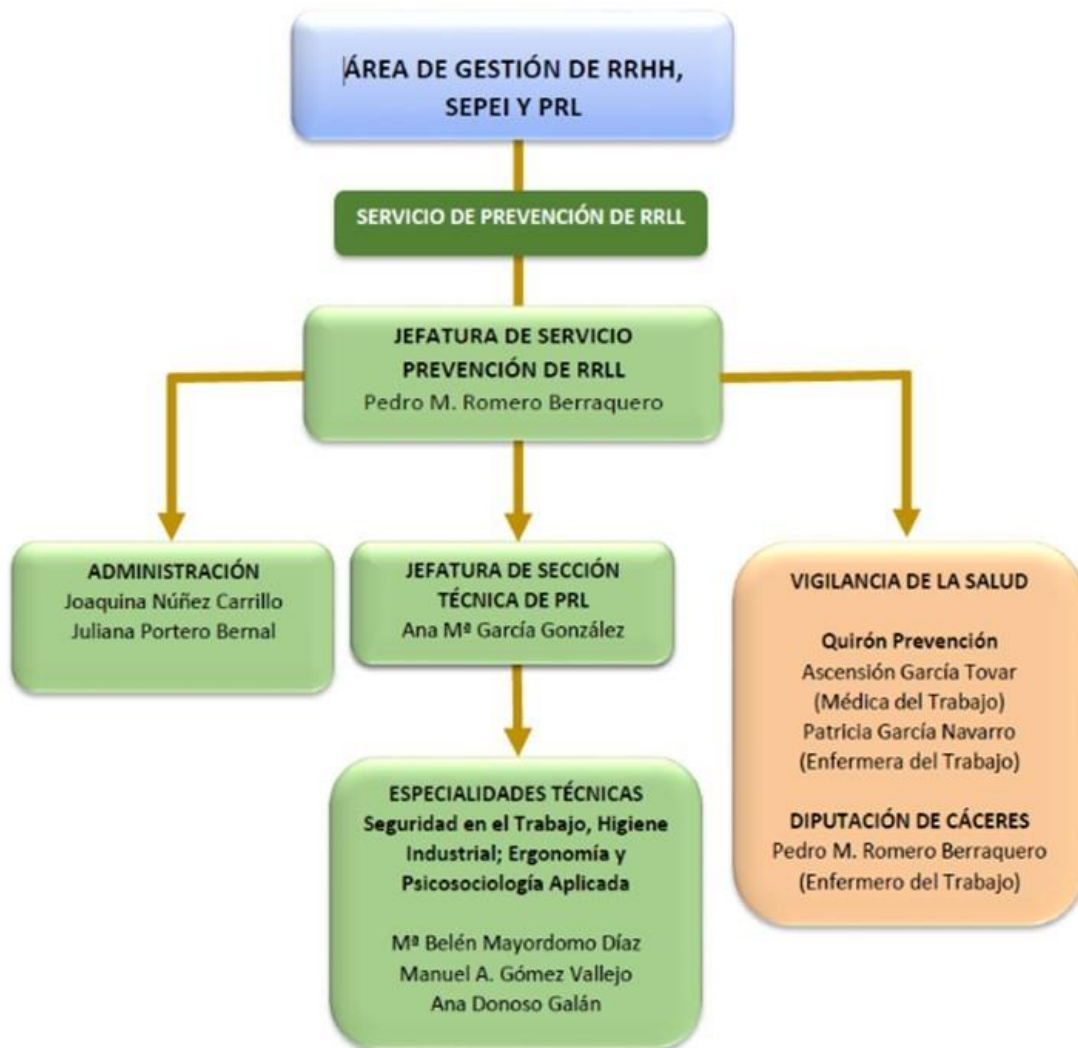 ÁREA DE GESTIÓN DE RRHH,
SEPEI Y PRL
SERVICIO DE PREVENCIÓN DE RRLL
JEFATURA DE SERVICIO
PREVENCIÓN DE RRLL
Pedro M. Romero Berraquero
ADMINISTRACIÓN
Joaquina Núñez Carrillo
Juliana Portero Bernal
JEFATURA DE SECCIÓN
TÉCNICA DE PRL
Ana Mª García González
ESPECIALIDADES TÉCNICAS
Seguridad en el Trabajo, Higiene
Industrial; Ergonomía y
Psicosociología Aplicada
Mª Belén Mayordomo Díaz
Manuel A. Gómez Vallejo
Ana Donoso Galán
VIGILANCIA DE LA SALUD
Quirón Prevención
Ascensión García Tovar
(Médica del Trabajo)
Patricia García Navarro
(Enfermera del Trabajo)
DIPUTACIÓN DE CÁCERES
Pedro M. Romero Berraquero
(Enfermero del Trabajo)